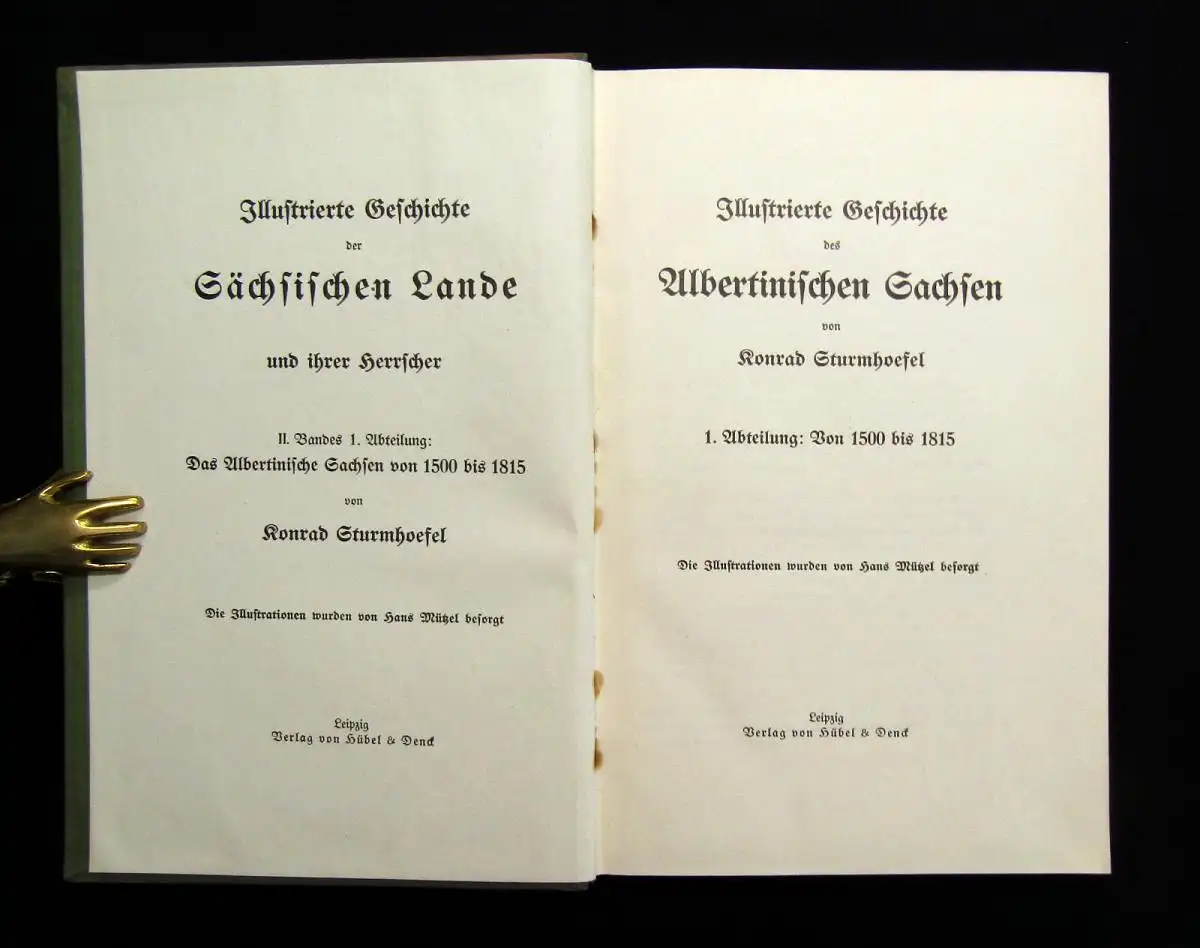 Illustrierte Geschichte
der
Sächsischen Lande
und ihrer Herrscher
II. Bandes 1. Abteilung:
Das Albertinische Sachsen von 1500 bis 1815
von
Konrad Sturmhoefel
Die Illustrationen wurden von Hans Mützel besorgt
Leipzig
Verlag von Hübel & Denck
Illustrierte Geschichte
des
Albertinischen Sachsen
von
Konrad Sturmhoefel
1. Abteilung: Von 1500 bis 1815
Die Illustrationen wurden von Hans Mützel besorgt
Leipzig
Verlag von Hübel & Denck